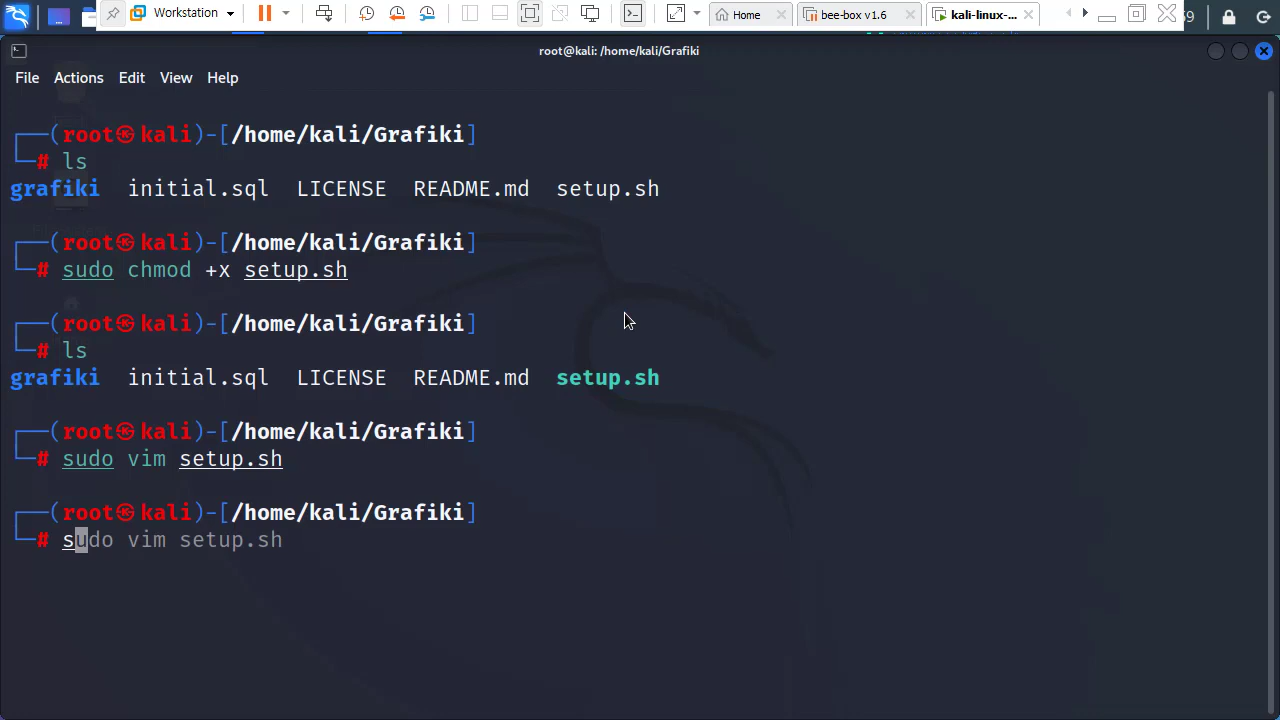 Workstation
Home
bee-box v1.6
kali-linux-...
59
root@kali: /home/kali/Grafiki
File Actions Edit View Help
┌──(root㉿kali)-[/home/kali/Grafiki]
└─# ls
grafiki initial.sql LICENSE README.md setup.sh
┌──(root㉿kali)-[/home/kali/Grafiki]
└─# sudo chmod +x setup.sh
┌──(root㉿kali)-[/home/kali/Grafiki]
└─# ls
grafiki initial.sql LICENSE README.md setup.sh
┌──(root㉿kali)-[/home/kali/Grafiki]
└─# sudo vim setup.sh
┌──(root㉿kali)-[/home/kali/Grafiki]
└─# sudo vim setup.sh